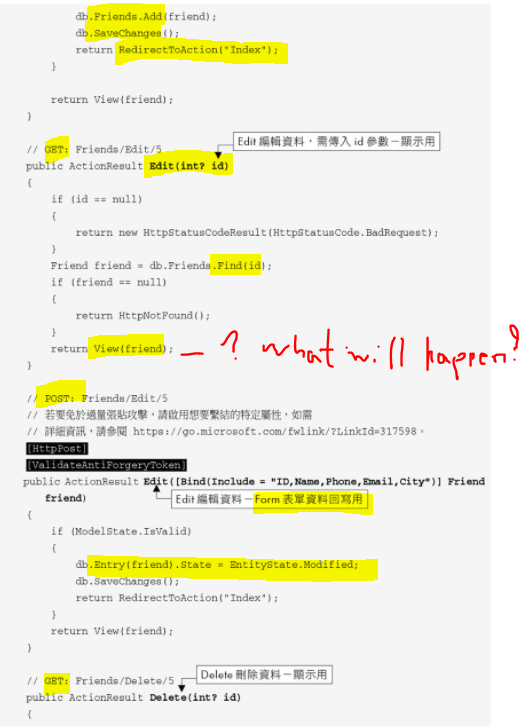 db.Friends.Add(friend);
db.SaveChanges();
return RedirectToAction("Index");
}
return View(friend);
}
Edit 編輯資料，需傳入 id 參數－顯示用
// GET: Friends/Edit/5
public ActionResult Edit(int? id)
{
if (id == null)
{
return new HttpStatusCodeResult(HttpStatusCode.BadRequest);
}
Friend friend = db.Friends.Find(id);
if (friend == null)
{
return HttpNotFound();
}
return View(friend); — ? what will happen?
}
// POST: Friends/Edit/5
// 若要免於過量張貼攻擊，請啟用想要繫結的特定屬性，如需
// 詳細資訊，請參閱 https://go.microsoft.com/fwlink/?LinkId=317598。
[HttpPost]
[ValidateAntiForgeryToken]
public ActionResult Edit([Bind(Include = "ID,Name,Phone,Email,City")] Friend
friend)
Edit 編輯資料－Form 表單資料回寫用
{
if (ModelState.IsValid)
{
db.Entry(friend).State = EntityState.Modified;
db.SaveChanges();
return RedirectToAction("Index");
}
return View(friend);
}
Delete 刪除資料－顯示用
// GET: Friends/Delete/5
public ActionResult Delete(int? id)
{